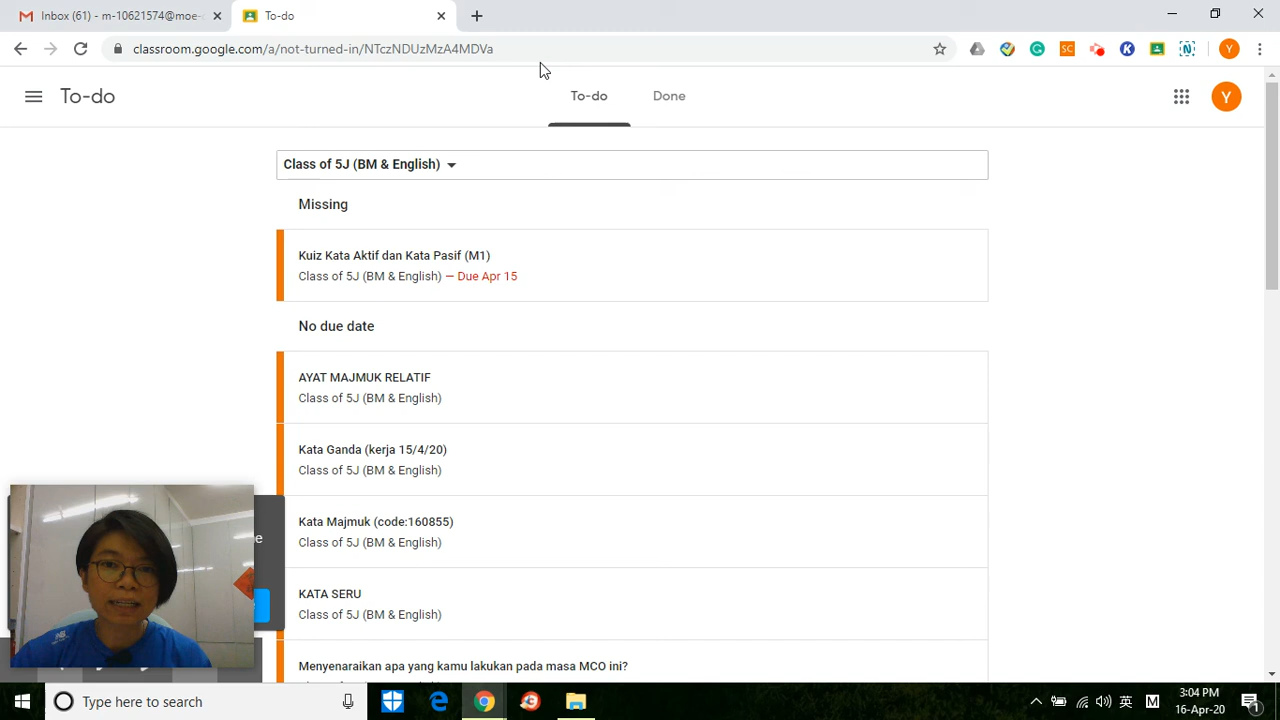 Inbox (61) - m-10621574@moe-
To-do
classroom.google.com/a/not-turned-in/NTczNDUzMzA4MDVa
SC
K
N
Y
To-do
To-do
Done
Y
Class of 5J (BM & English)
Missing
Kuiz Kata Aktif dan Kata Pasif (M1)
Class of 5J (BM & English) — Due Apr 15
No due date
AYAT MAJMUK RELATIF
Class of 5J (BM & English)
Kata Ganda (kerja 15/4/20)
Class of 5J (BM & English)
Kata Majmuk (code:160855)
Class of 5J (BM & English)
KATA SERU
Class of 5J (BM & English)
Menyenaraikan apa yang kamu lakukan pada masa MCO ini?
e
Type here to search
英
M
3:04 PM
16-Apr-20
1